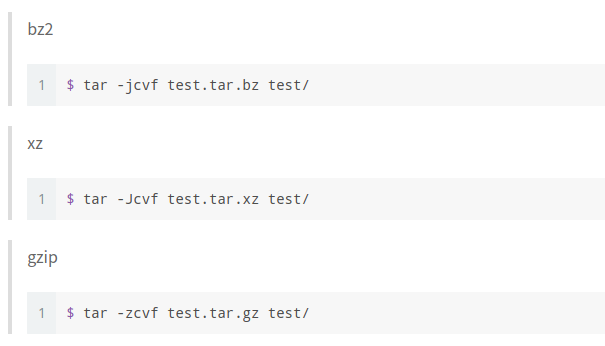 bz2
1 $ tar -jcvf test.tar.bz test/
xz
1 $ tar -Jcvf test.tar.xz test/
gzip
1 $ tar -zcvf test.tar.gz test/